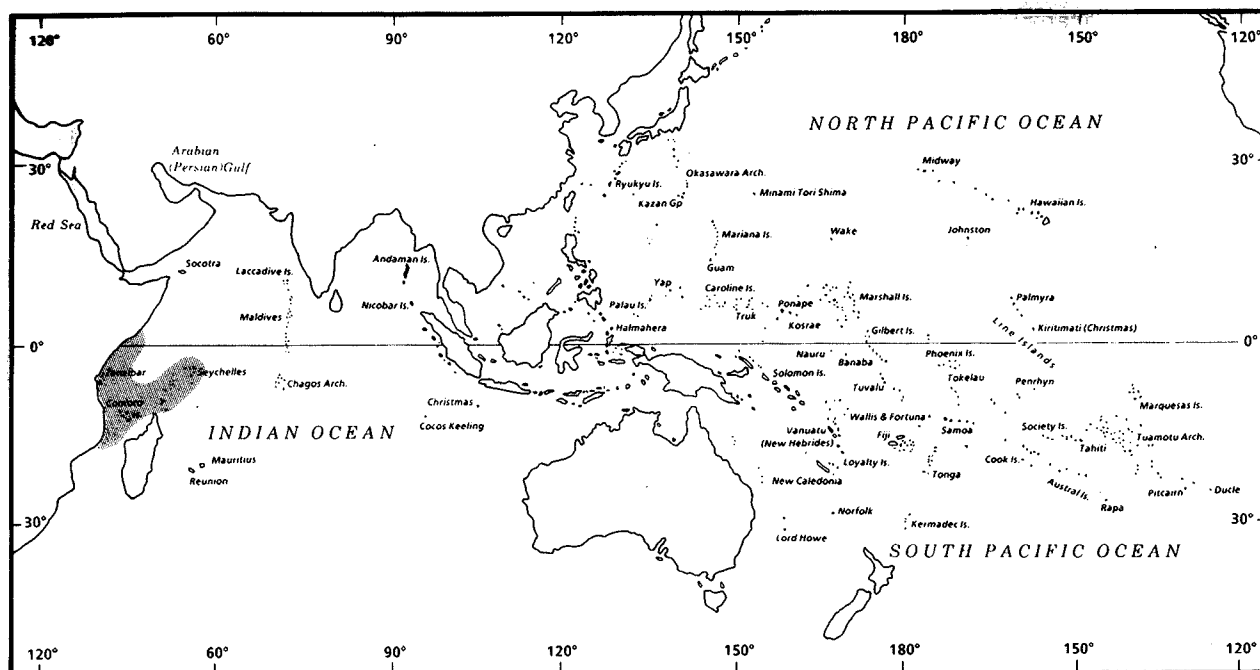 120° 60° 90° 120° 150° 180° 150° 120°
NORTH PACIFIC OCEAN
Arabian
(Persian)Gulf
30°
30°
Midway
Okasawara Arch.
Ryukyu Is.
Minami Tori Shima
Kazan Gp
Hawaiian Is.
Red Sea
Mariana Is.
Wake
Johnston
Socotra
Andaman Is.
Laccadive Is.
Guam
Yap
Caroline Is.
Nicobar Is.
Palau Is.
Ponape
Marshall Is.
Palmyra
Maldives
Truk
Halmahera
Kosrae
Kiritimati (Christmas)
Gilbert Is.
Line Islands
0°
0°
Nauru
Banaba
Phoenix Is.
Zanzibar
Seychelles
Solomon Is.
Tokelau
Penrhyn
Chagos Arch.
Tuvalu
Comoro
Christmas
Marquesas Is.
Wallis & Fortuna
Cocos Keeling
Vanuatu
(New Hebrides)
Fiji
Samoa
Society Is.
Tahiti
Tuamotu Arch.
INDIAN OCEAN
Mauritius
Reunion
Loyalty Is.
Tonga
Cook Is.
New Caledonia
Austral Is.
Pitcairn
Ducle
Rapa
30°
30°
Norfolk
Kermadec Is.
Lord Howe
SOUTH PACIFIC OCEAN
120° 60° 90° 120° 150° 180° 150° 120°